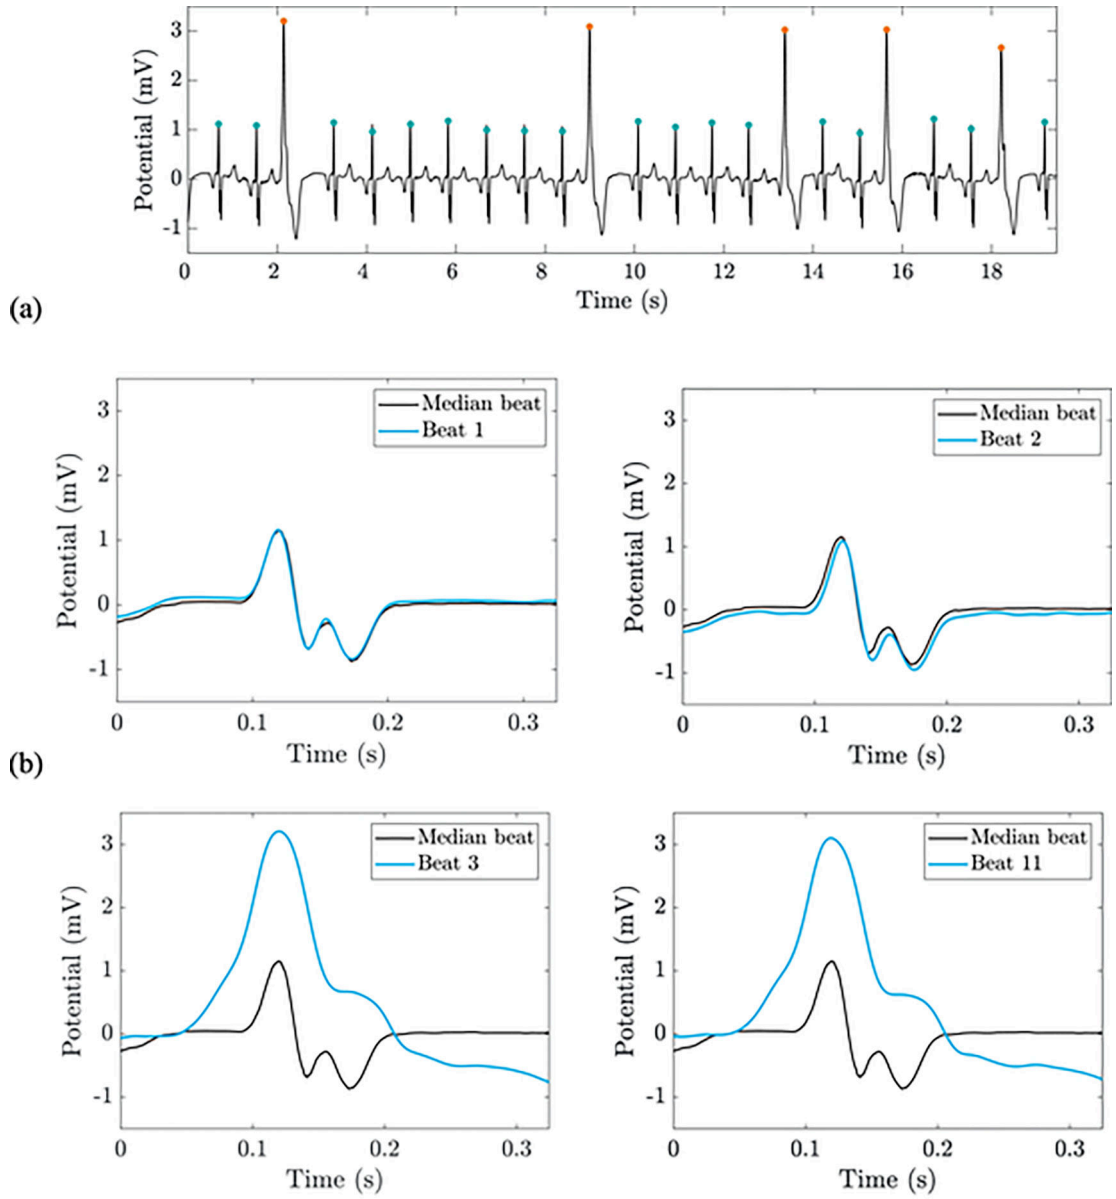 3
2
1
0
-1
Potential (mV)
0 2 4 6 8 10 12 14 16 18
Time (s)
(a)
Median beat
Beat 1
3
2
1
0
-1
Potential (mV)
0 0.1 0.2 0.3
Time (s)
Median beat
Beat 2
3
2
1
0
-1
Potential (mV)
0 0.1 0.2 0.3
Time (s)
(b)
Median beat
Beat 3
3
2
1
0
-1
Potential (mV)
0 0.1 0.2 0.3
Time (s)
Median beat
Beat 11
3
2
1
0
-1
Potential (mV)
0 0.1 0.2 0.3
Time (s)